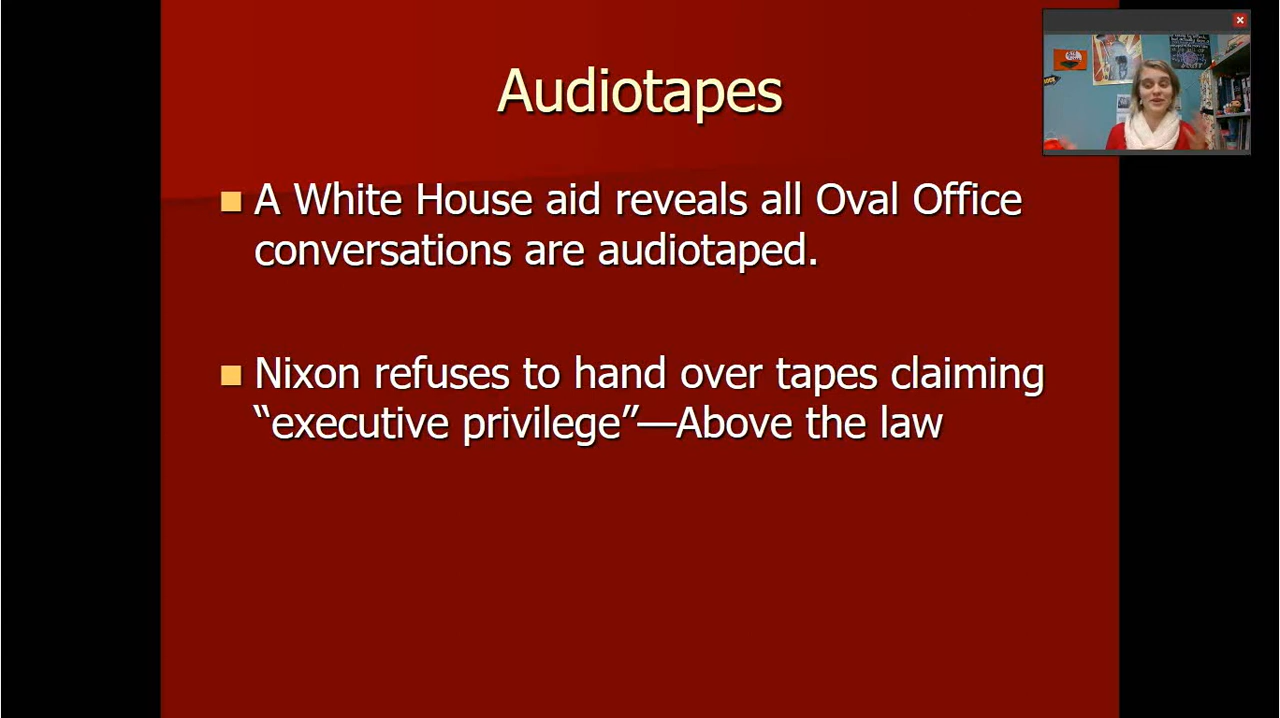 Audiotapes
A White House aid reveals all Oval Office
conversations are audiotaped.
Nixon refuses to hand over tapes claiming
“executive privilege”—Above the law